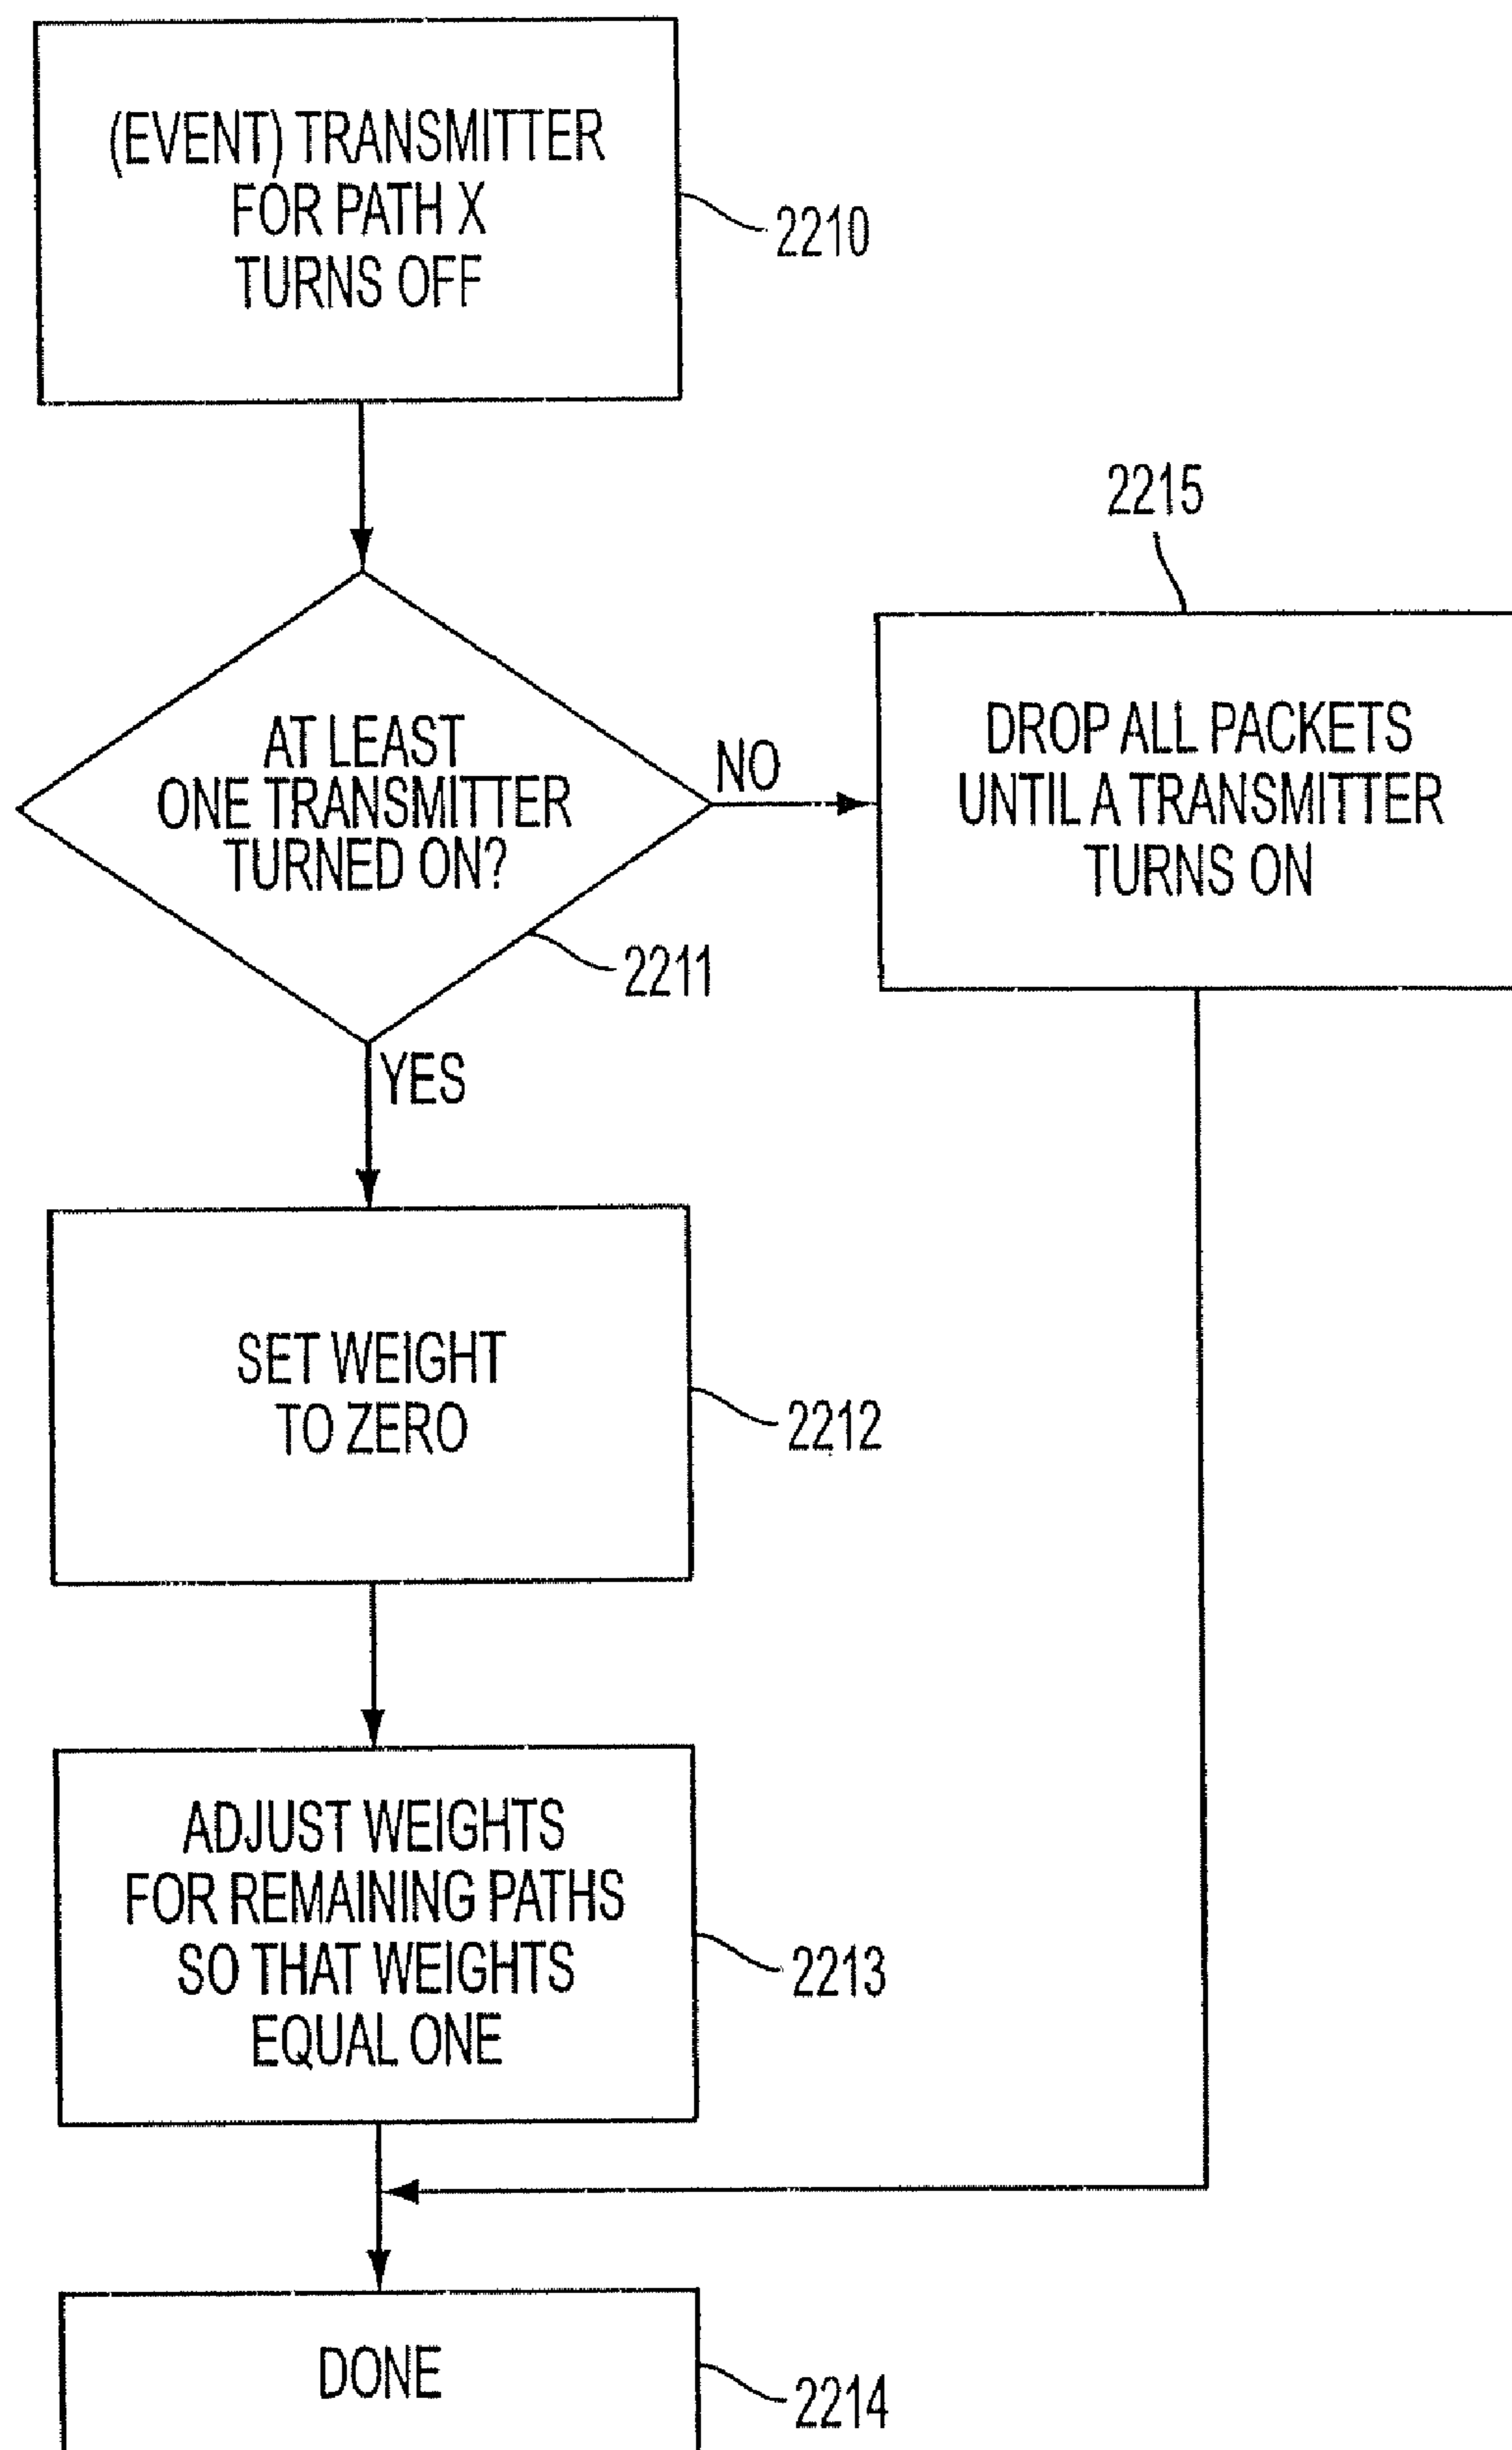 (EVENT) TRANSMITTER
FOR PATH X
TURNS OFF
2210
2215
AT LEAST
ONE TRANSMITTER
TURNED ON?
NO
DROP ALL PACKETS
UNTIL A TRANSMITTER
TURNS ON
2211
YES
SET WEIGHT
TO ZERO
2212
ADJUST WEIGHTS
FOR REMAINING PATHS
SO THAT WEIGHTS
EQUAL ONE
2213
DONE
2214